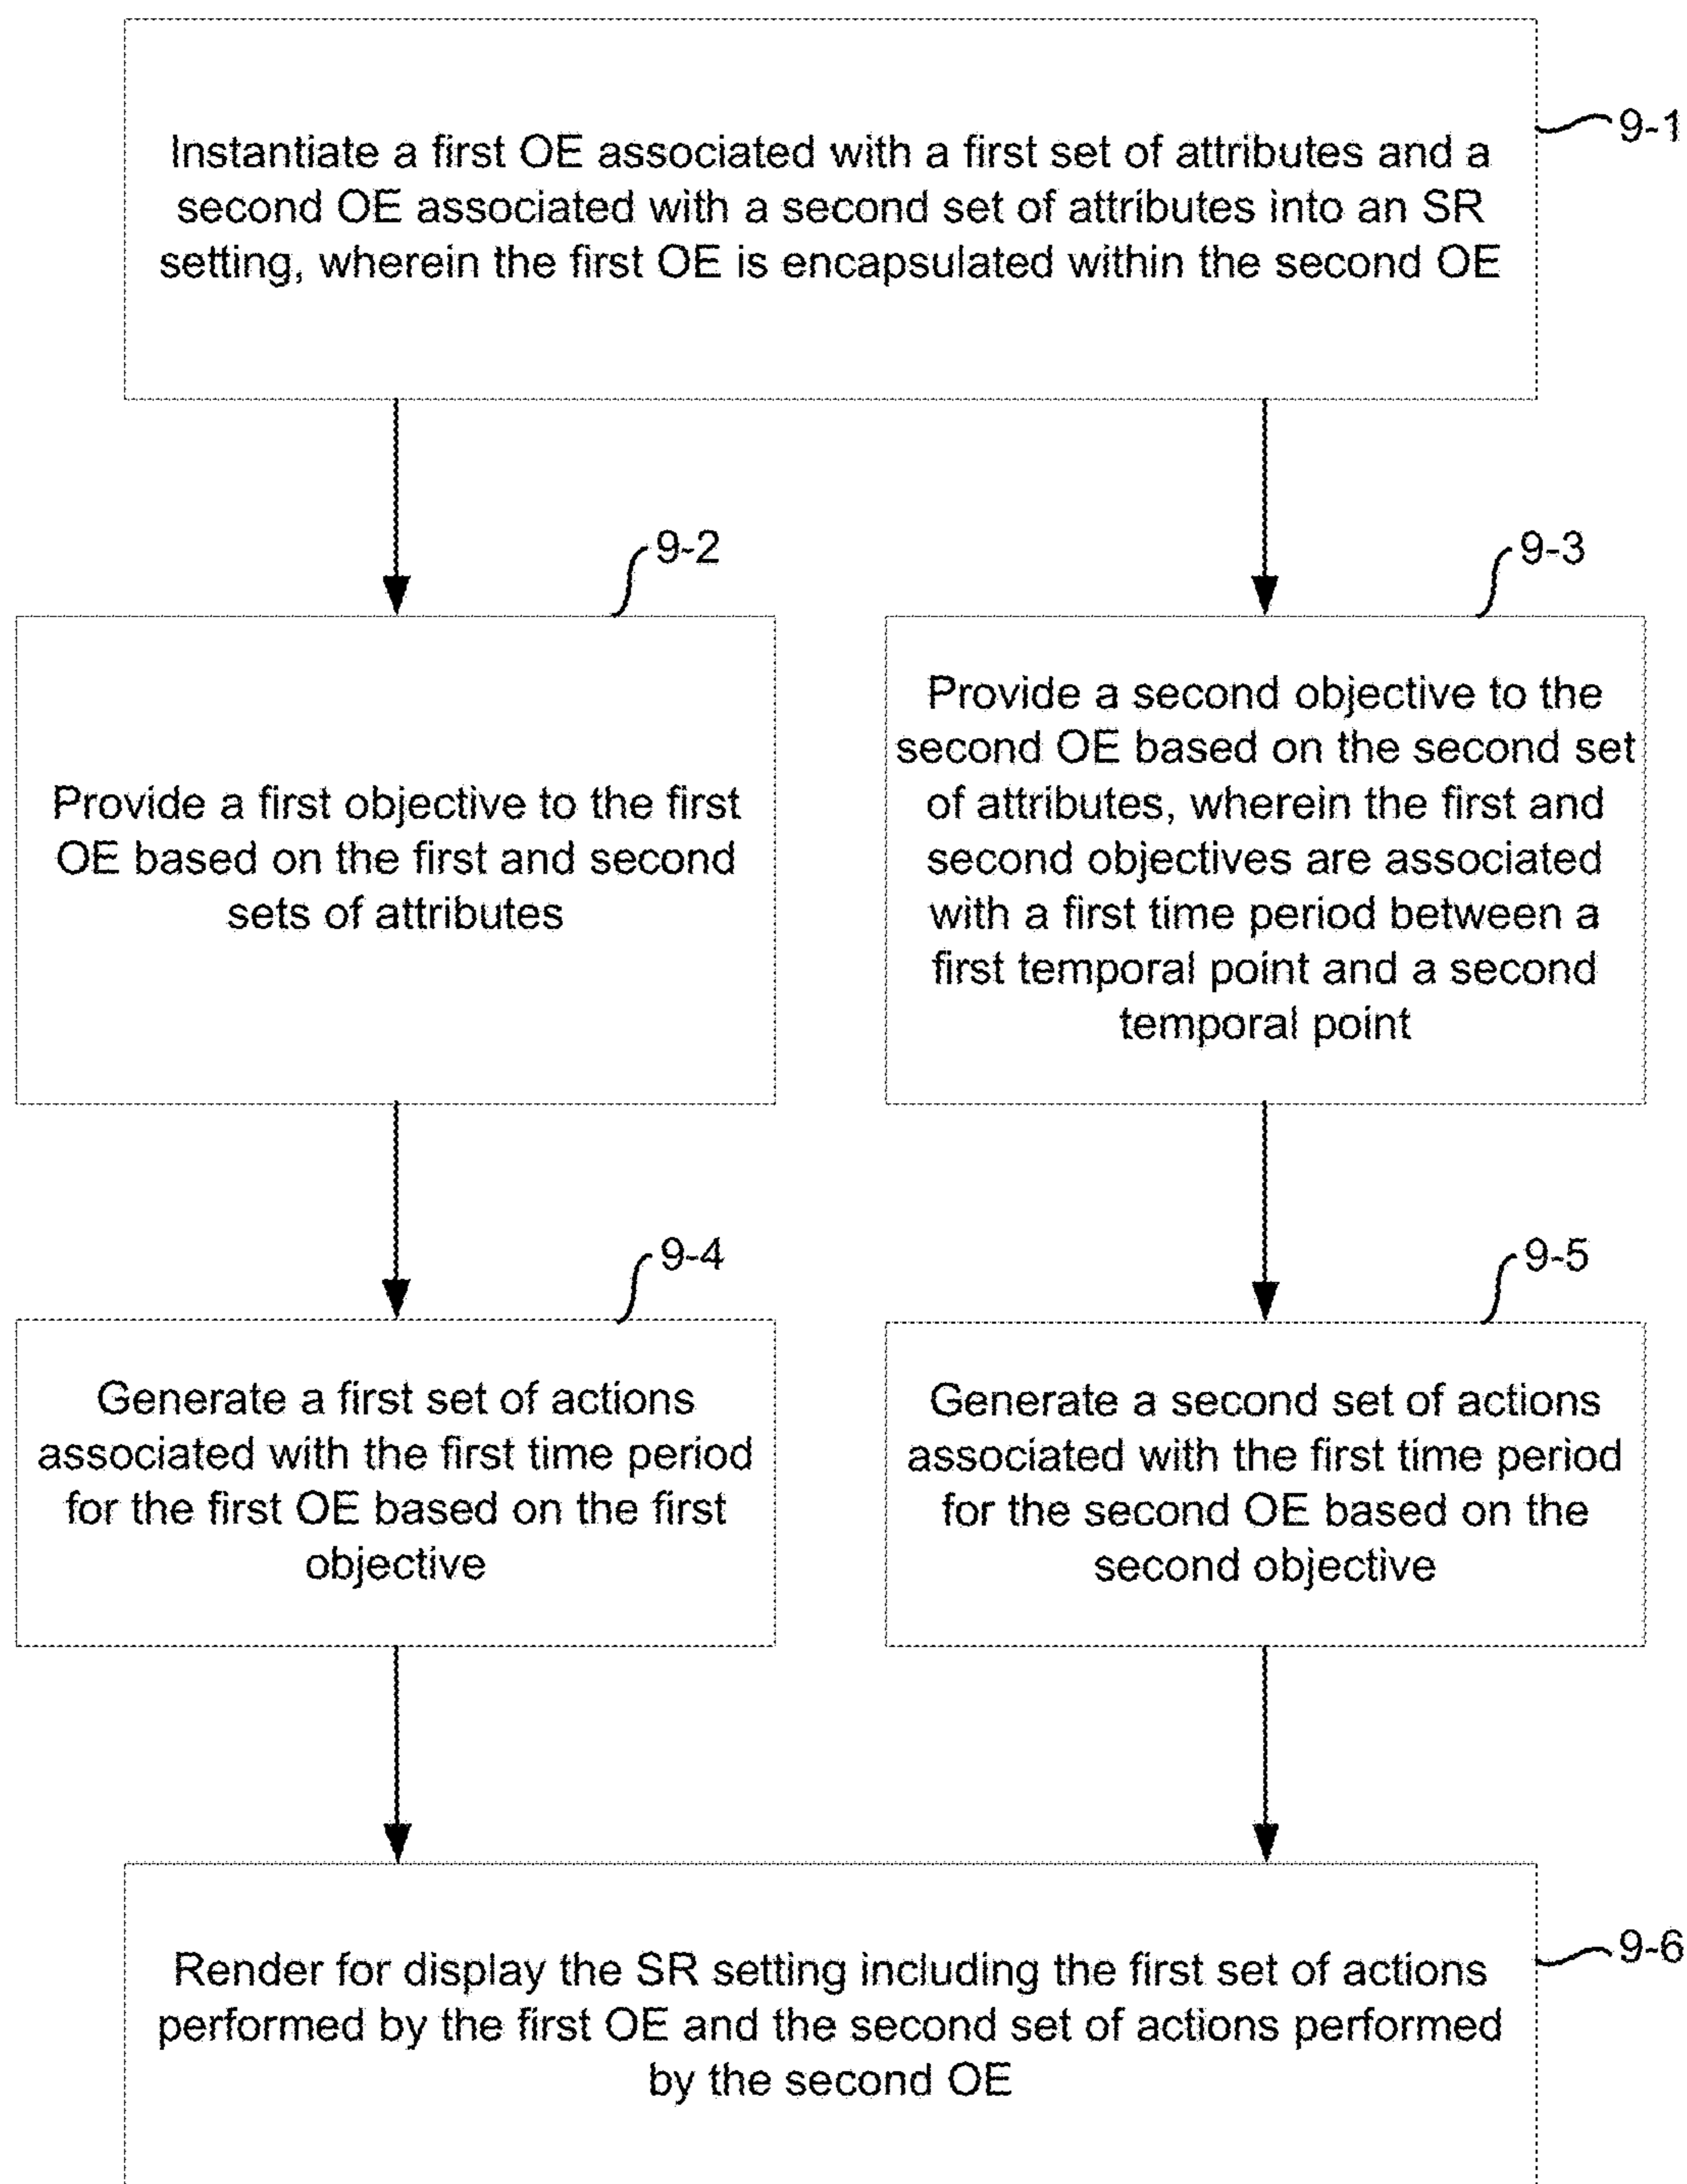 Instantiate a first OE associated with a first set of attributes and a
second OE associated with a second set of attributes into an SR
setting, wherein the first OE is encapsulated within the second OE
9-1
9-2
Provide a first objective to the first
OE based on the first and second
sets of attributes
9-3
Provide a second objective to the
second OE based on the second set
of attributes, wherein the first and
second objectives are associated
with a first time period between a
first temporal point and a second
temporal point
9-4
Generate a first set of actions
associated with the first time period
for the first OE based on the first
objective
9-5
Generate a second set of actions
associated with the first time period
for the second OE based on the
second objective
9-6
Render for display the SR setting including the first set of actions
performed by the first OE and the second set of actions performed
by the second OE